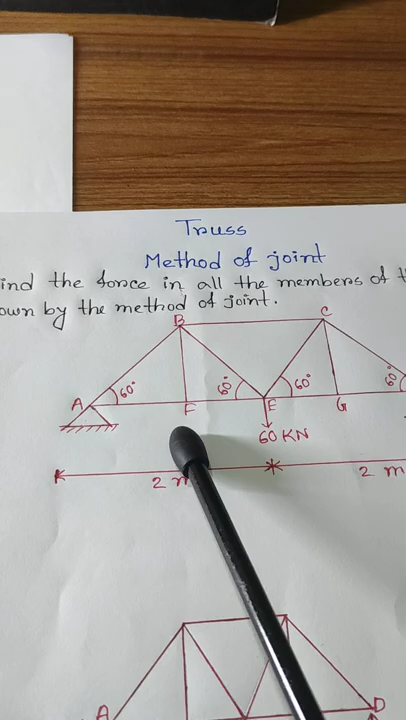 Truss
Method of joint
ind the force in all the members of t
own by the method of joint.
B C
A 60° 60° F E 60° G 60°
60 KN
2 m 2 m
A D